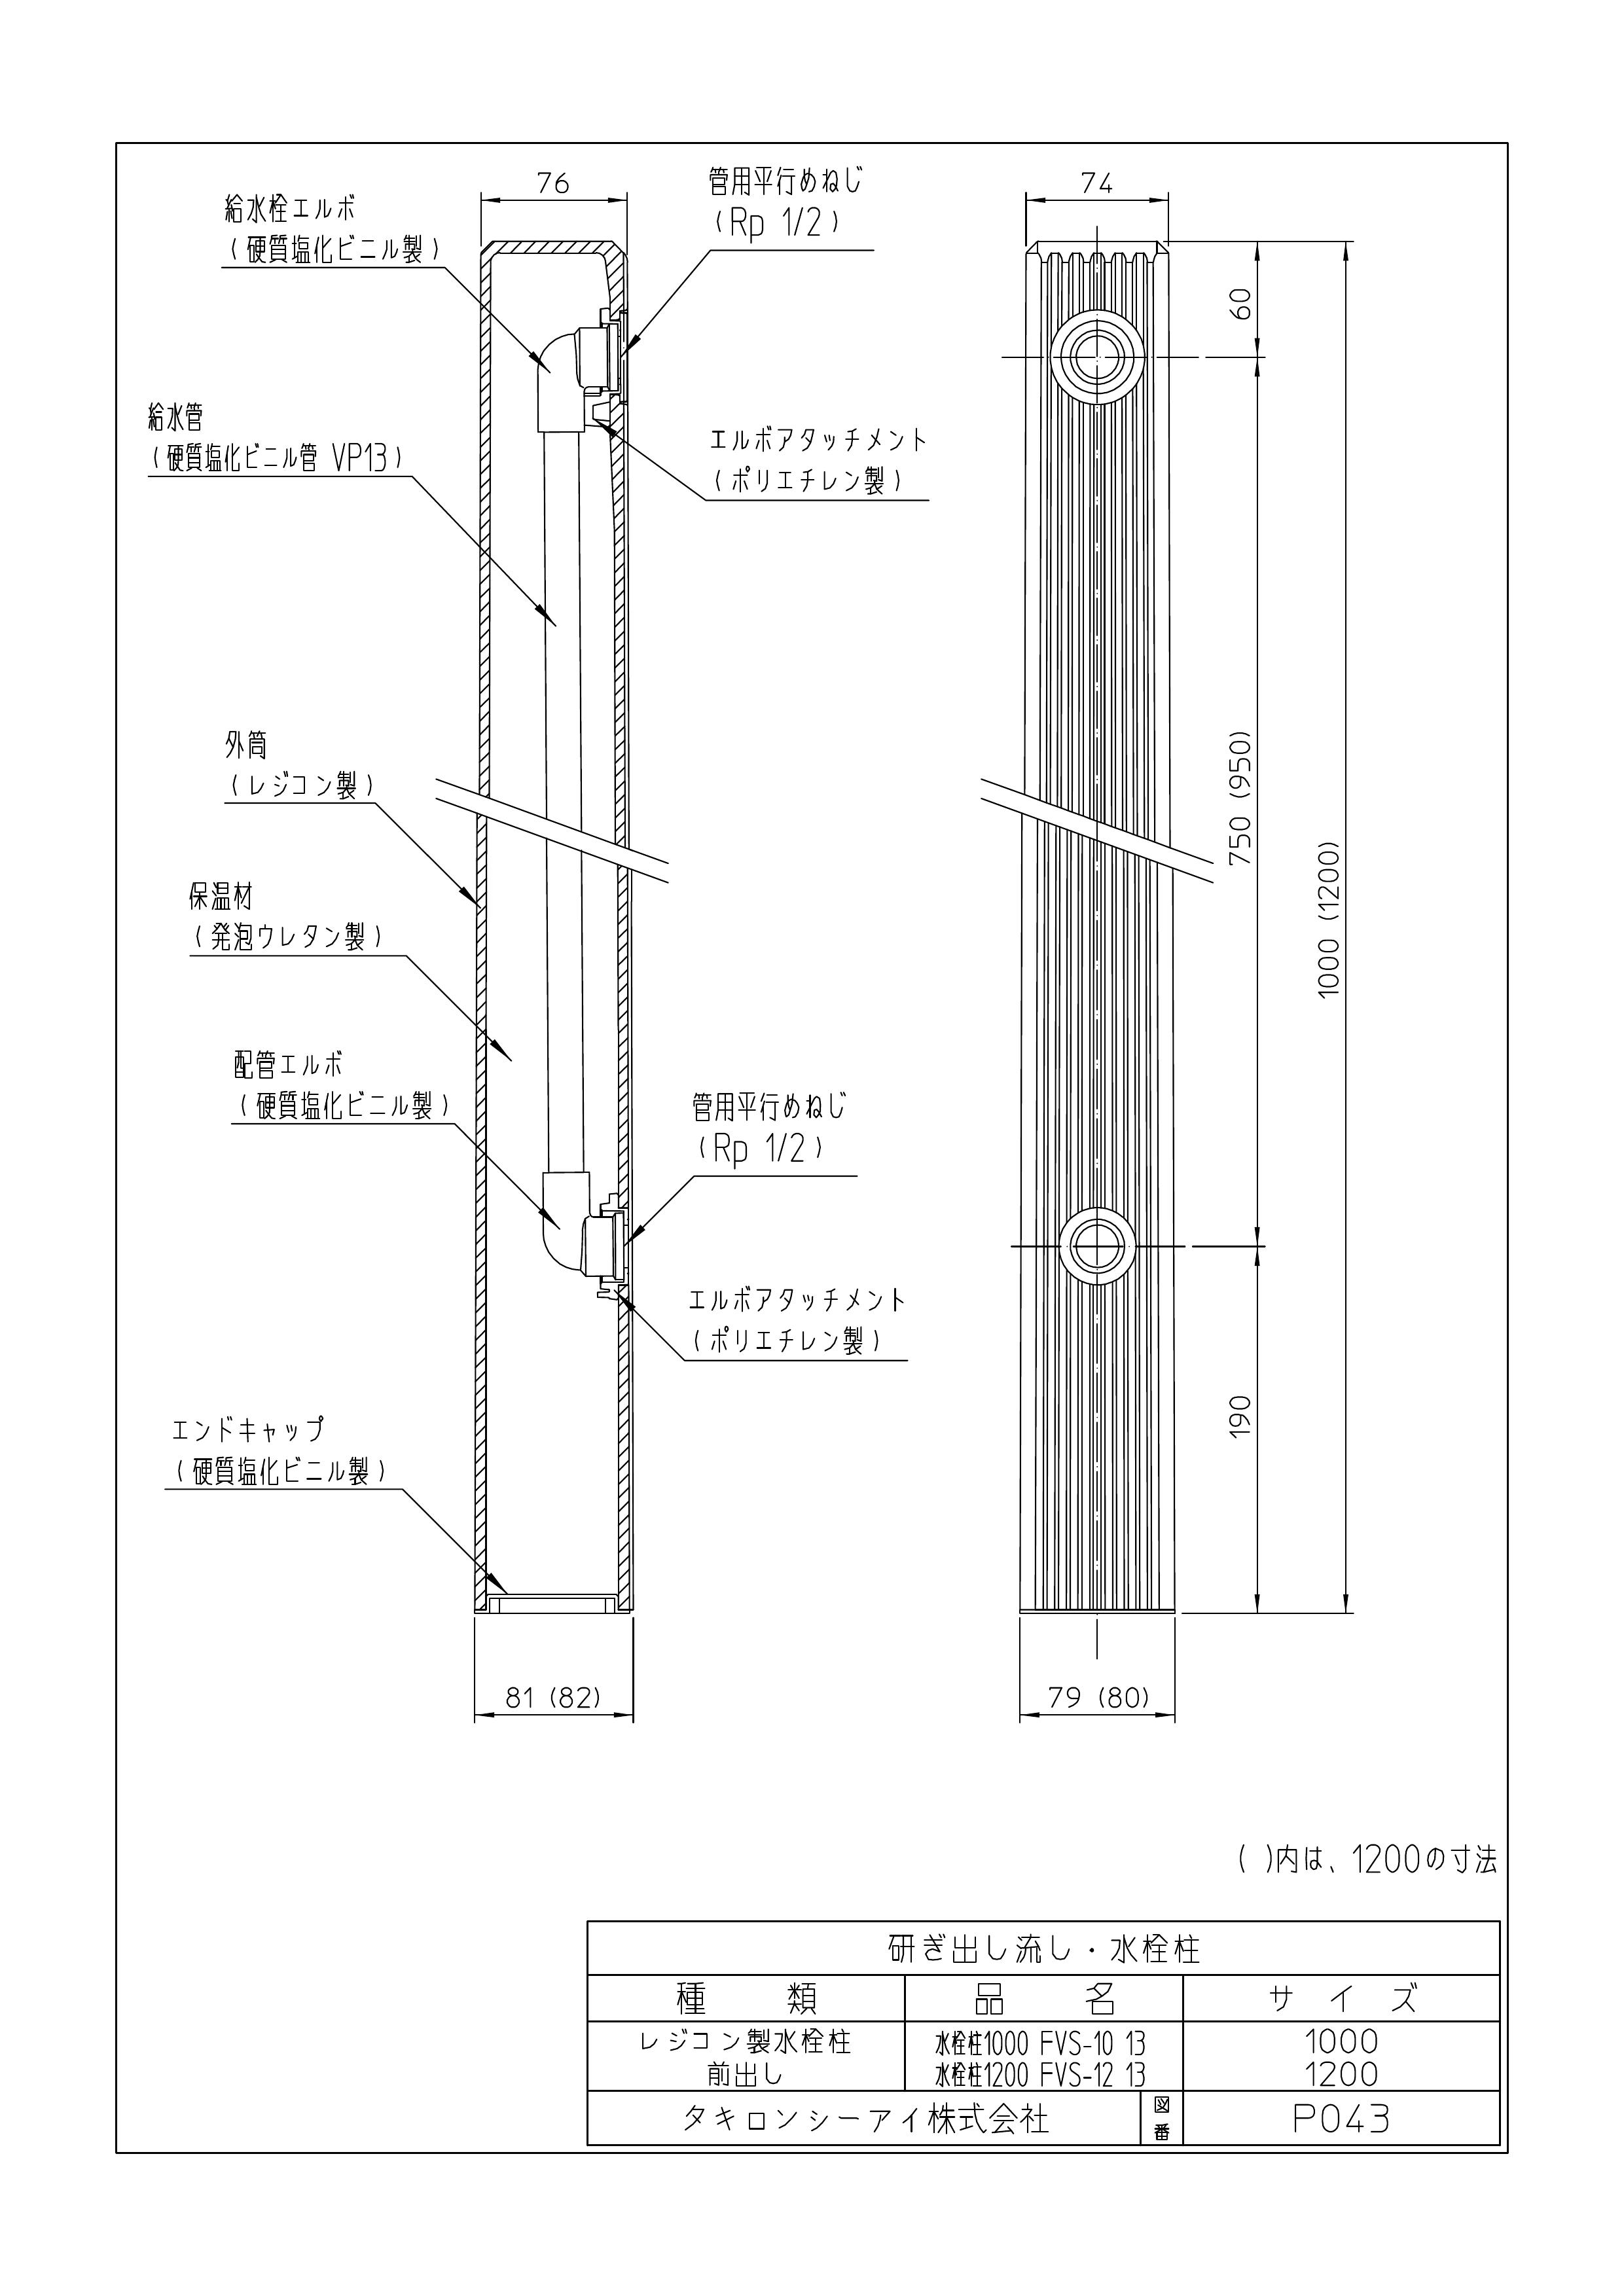 76
管用平行めねじ
(Rp 1/2)
74
給水栓エルボ
(硬質塩化ビニル製)
60
給水管
(硬質塩化ビニル管 VP13)
エルボアタッチメント
(ポリエチレン製)
外筒
(レジコン製)
750 (950)
1000 (1200)
保温材
(発泡ウレタン製)
配管エルボ
(硬質塩化ビニル製)
管用平行めねじ
(Rp 1/2)
エルボアタッチメント
(ポリエチレン製)
190
エンドキャップ
(硬質塩化ビニル製)
81 (82)
79 (80)
( )内は、1200の寸法
研ぎ出し流し・水栓柱
種 類 品 名 サ イ ズ
レジコン製水栓柱 水栓柱1000 FVS-10 13 1000
前出し 水栓柱1200 FVS-12 13 1200
タキロンシーアイ株式会社 図番 P043